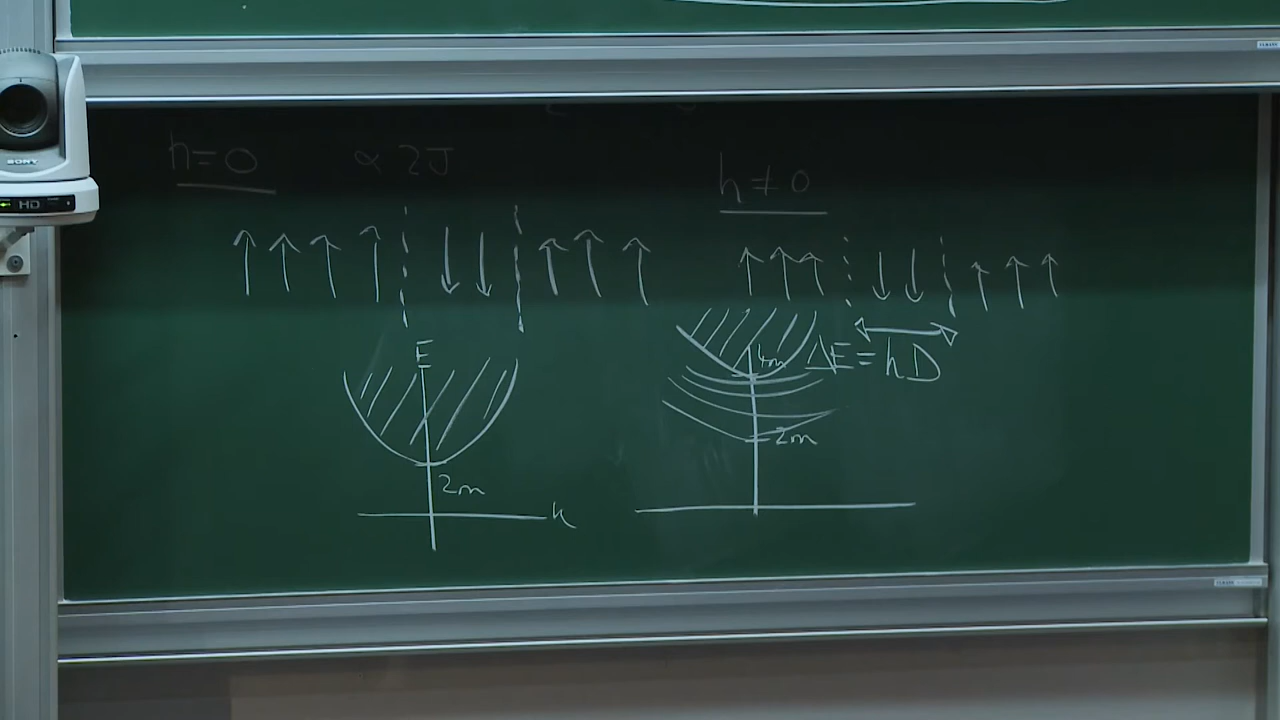 h = 0
∝ 2J
h ≠ 0
E
2m
k
4m
ΔE = hD
2m
SONY
HD